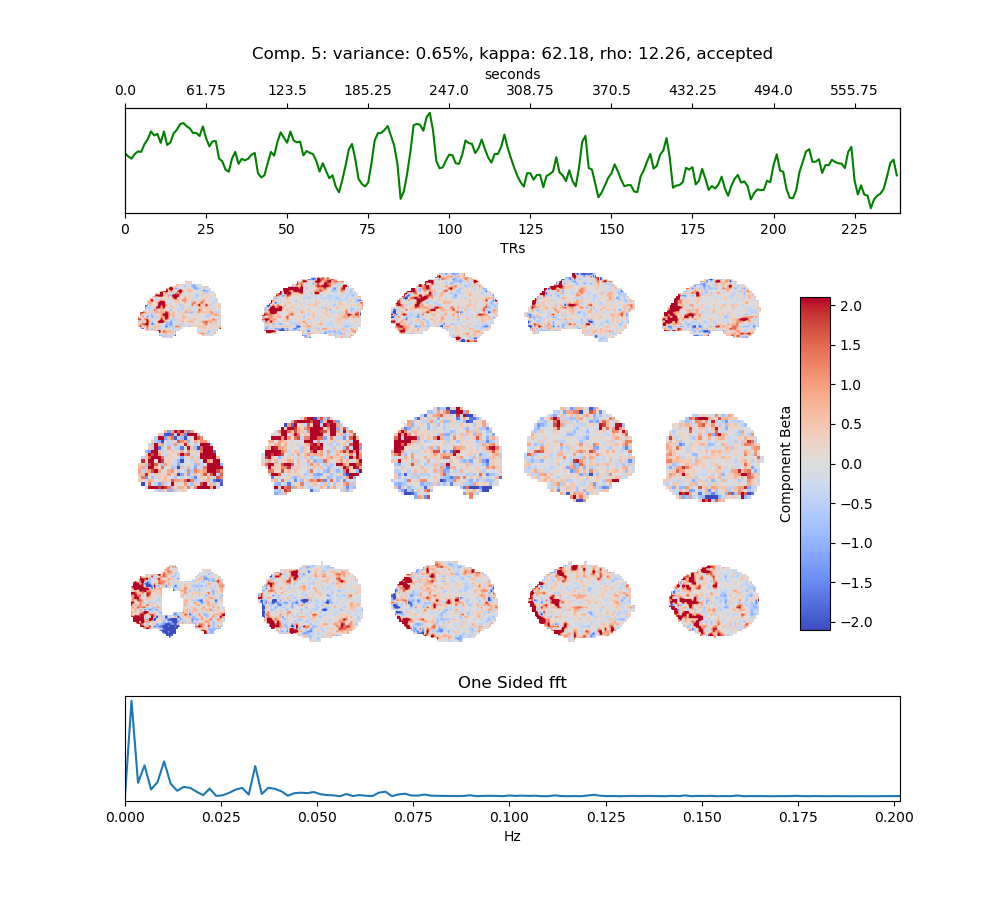 Comp. 5: variance: 0.65%, kappa: 62.18, rho: 12.26, accepted
seconds
0.0 61.75 123.5 185.25 247.0 308.75 370.5 432.25 494.0 555.75
0 25 50 75 100 125 150 175 200 225
TRs
2.0
1.5
1.0
0.5
0.0
−0.5
−1.0
−1.5
−2.0
Component Beta
One Sided fft
0.000 0.025 0.050 0.075 0.100 0.125 0.150 0.175 0.200
Hz